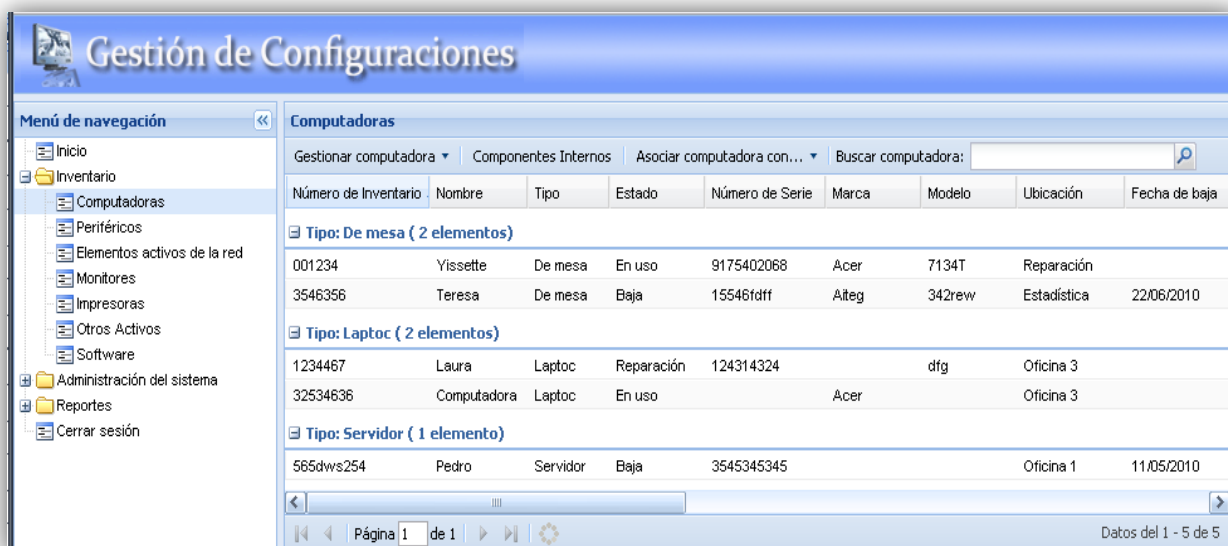 Gestión de Configuraciones
Menú de navegación
Inicio
Inventario
Computadoras
Periféricos
Elementos activos de la red
Monitores
Impresoras
Otros Activos
Software
Administración del sistema
Reportes
Cerrar sesión
Computadoras
Gestionar computadora Componentes Internos Asociar computadora con... Buscar computadora:
Número de Inventario Nombre Tipo Estado Número de Serie Marca Modelo Ubicación Fecha de baja
Tipo: De mesa ( 2 elementos)
001234 Yissette De mesa En uso 9175402068 Acer 7134T Reparación
3546356 Teresa De mesa Baja 15546fdff Aiteg 342rew Estadística 22/06/2010
Tipo: Laptoc ( 2 elementos)
1234467 Laura Laptoc Reparación 124314324 dfg Oficina 3
32534636 Computadora Laptoc En uso Acer Oficina 3
Tipo: Servidor ( 1 elemento)
565dws254 Pedro Servidor Baja 3545345345 Oficina 1 11/05/2010
Página 1 de 1 Datos del 1 - 5 de 5